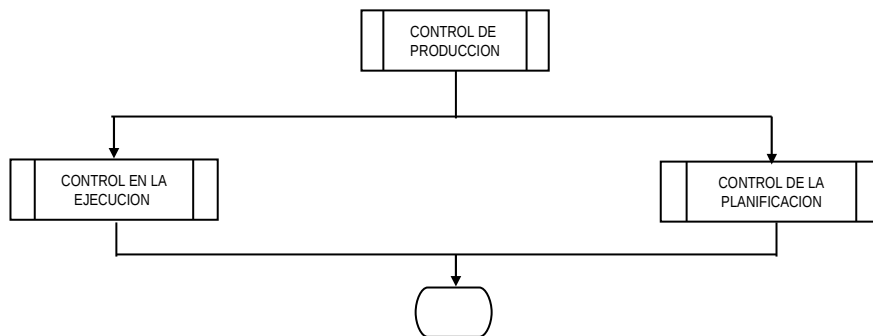 CONTROL DE
PRODUCCION
CONTROL EN LA
EJECUCION
CONTROL DE LA
PLANIFICACION